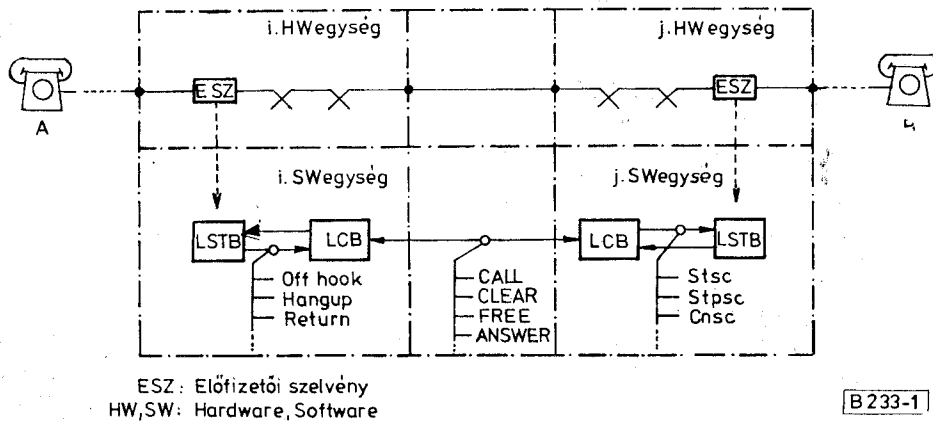 i.HWegység
j.HWegység
ESZ
ESZ
A
i.SWegység
j.SWegység
LSTB
LCB
LCB
LSTB
Off hook
Hangup
Return
CALL
CLEAR
FREE
ANSWER
Stsc
Stpsc
Cnsc
ESZ: Előfizetői szelvény
HW,SW: Hardware, Software
B 233-1